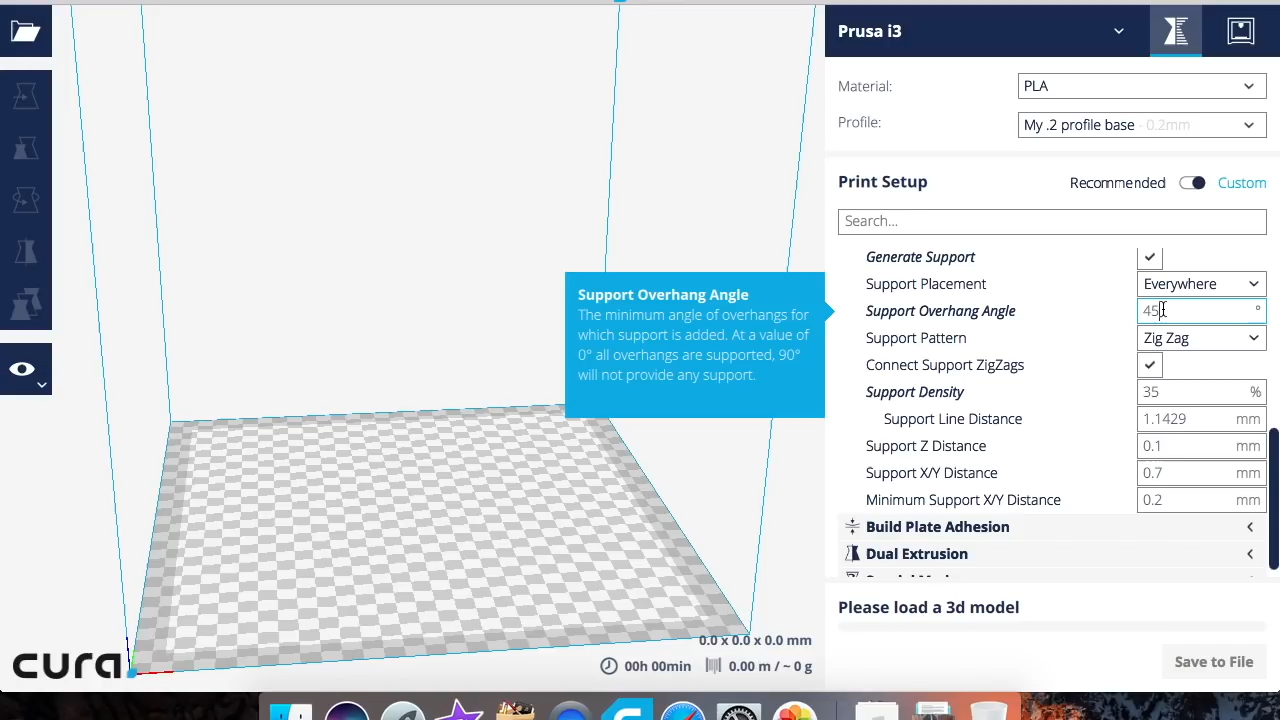 Prusa i3
Material:
PLA
Profile:
My .2 profile base - 0.2mm
Print Setup
Recommended
Custom
Search...
Generate Support
Support Placement
Everywhere
Support Overhang Angle
45 °
Support Pattern
Zig Zag
Connect Support ZigZags
Support Density
35 %
Support Line Distance
1.1429 mm
Support Z Distance
0.1 mm
Support X/Y Distance
0.7 mm
Minimum Support X/Y Distance
0.2 mm
Build Plate Adhesion
Dual Extrusion
Support Overhang Angle
The minimum angle of overhangs for
which support is added. At a value of
0° all overhangs are supported, 90°
will not provide any support.
Please load a 3d model
0.0 x 0.0 x 0.0 mm
00h 00min
0.00 m / ~ 0 g
Save to File
cura